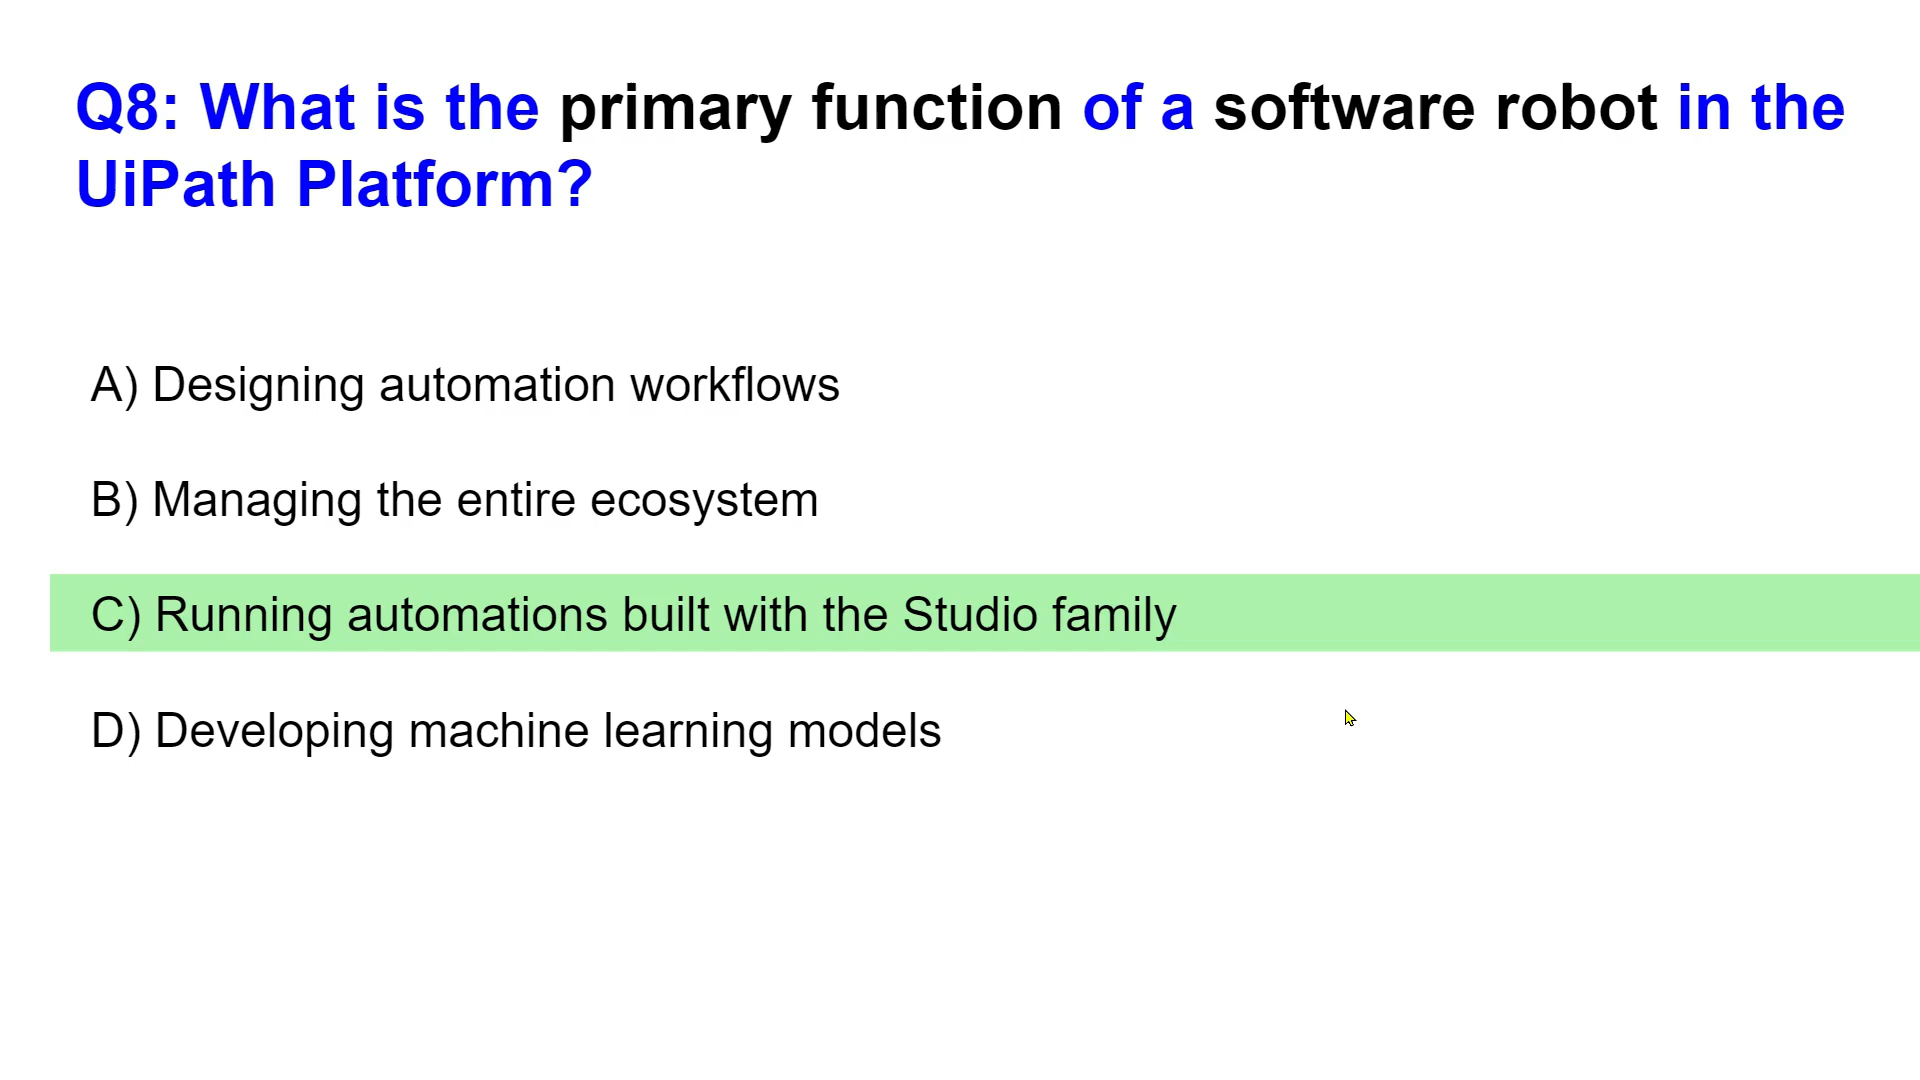 Q8: What is the primary function of a software robot in the
UiPath Platform?
A) Designing automation workflows
B) Managing the entire ecosystem
C) Running automations built with the Studio family
D) Developing machine learning models